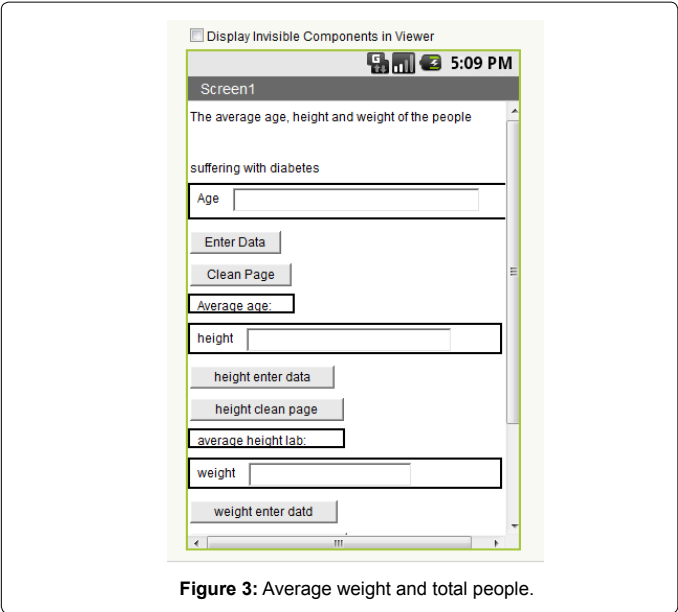 Display Invisible Components in Viewer
5:09 PM
Screen1
The average age, height and weight of the people
suffering with diabetes
Age
Enter Data
Clean Page
Average age:
height
height enter data
height clean page
average height lab:
weight
weight enter datd
Figure 3: Average weight and total people.